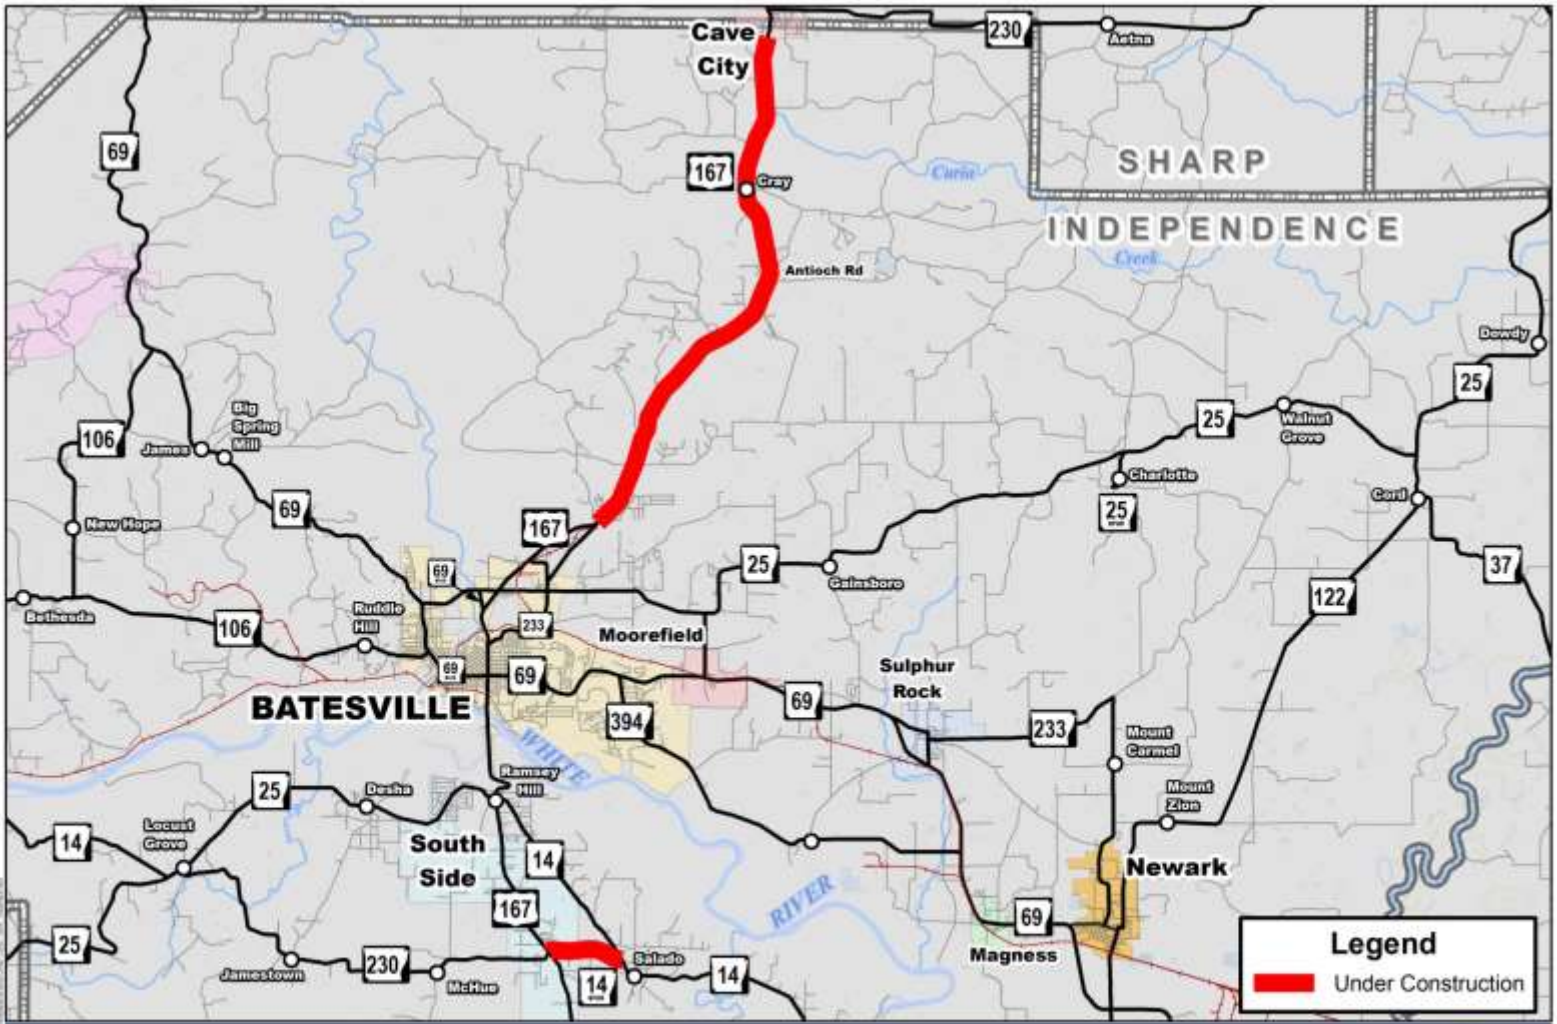 Cave
City
230
Aetna
69
SHARP
167
Cray
Curia
INDEPENDENCE
Creek
Antioch Rd
Dowdy
25
Big
Spring
Mill
106
James
25
Walnut
Grove
Charlotte
Cord
69
New Hope
167
25
25
Gainsboro
37
69
122
Bethesda
106
Ruddle
Hill
233
Moorefield
Sulphur
Rock
69
69
69
BATESVILLE
394
233
Mount
Carmel
WHITE
Ramsey
Hill
25
Desha
Mount
Zion
14
Locust
Grove
South
Side
14
Newark
RIVER
167
69
25
Magness
Legend
Under Construction
Jamestown
230
McHue
Salado
14
14